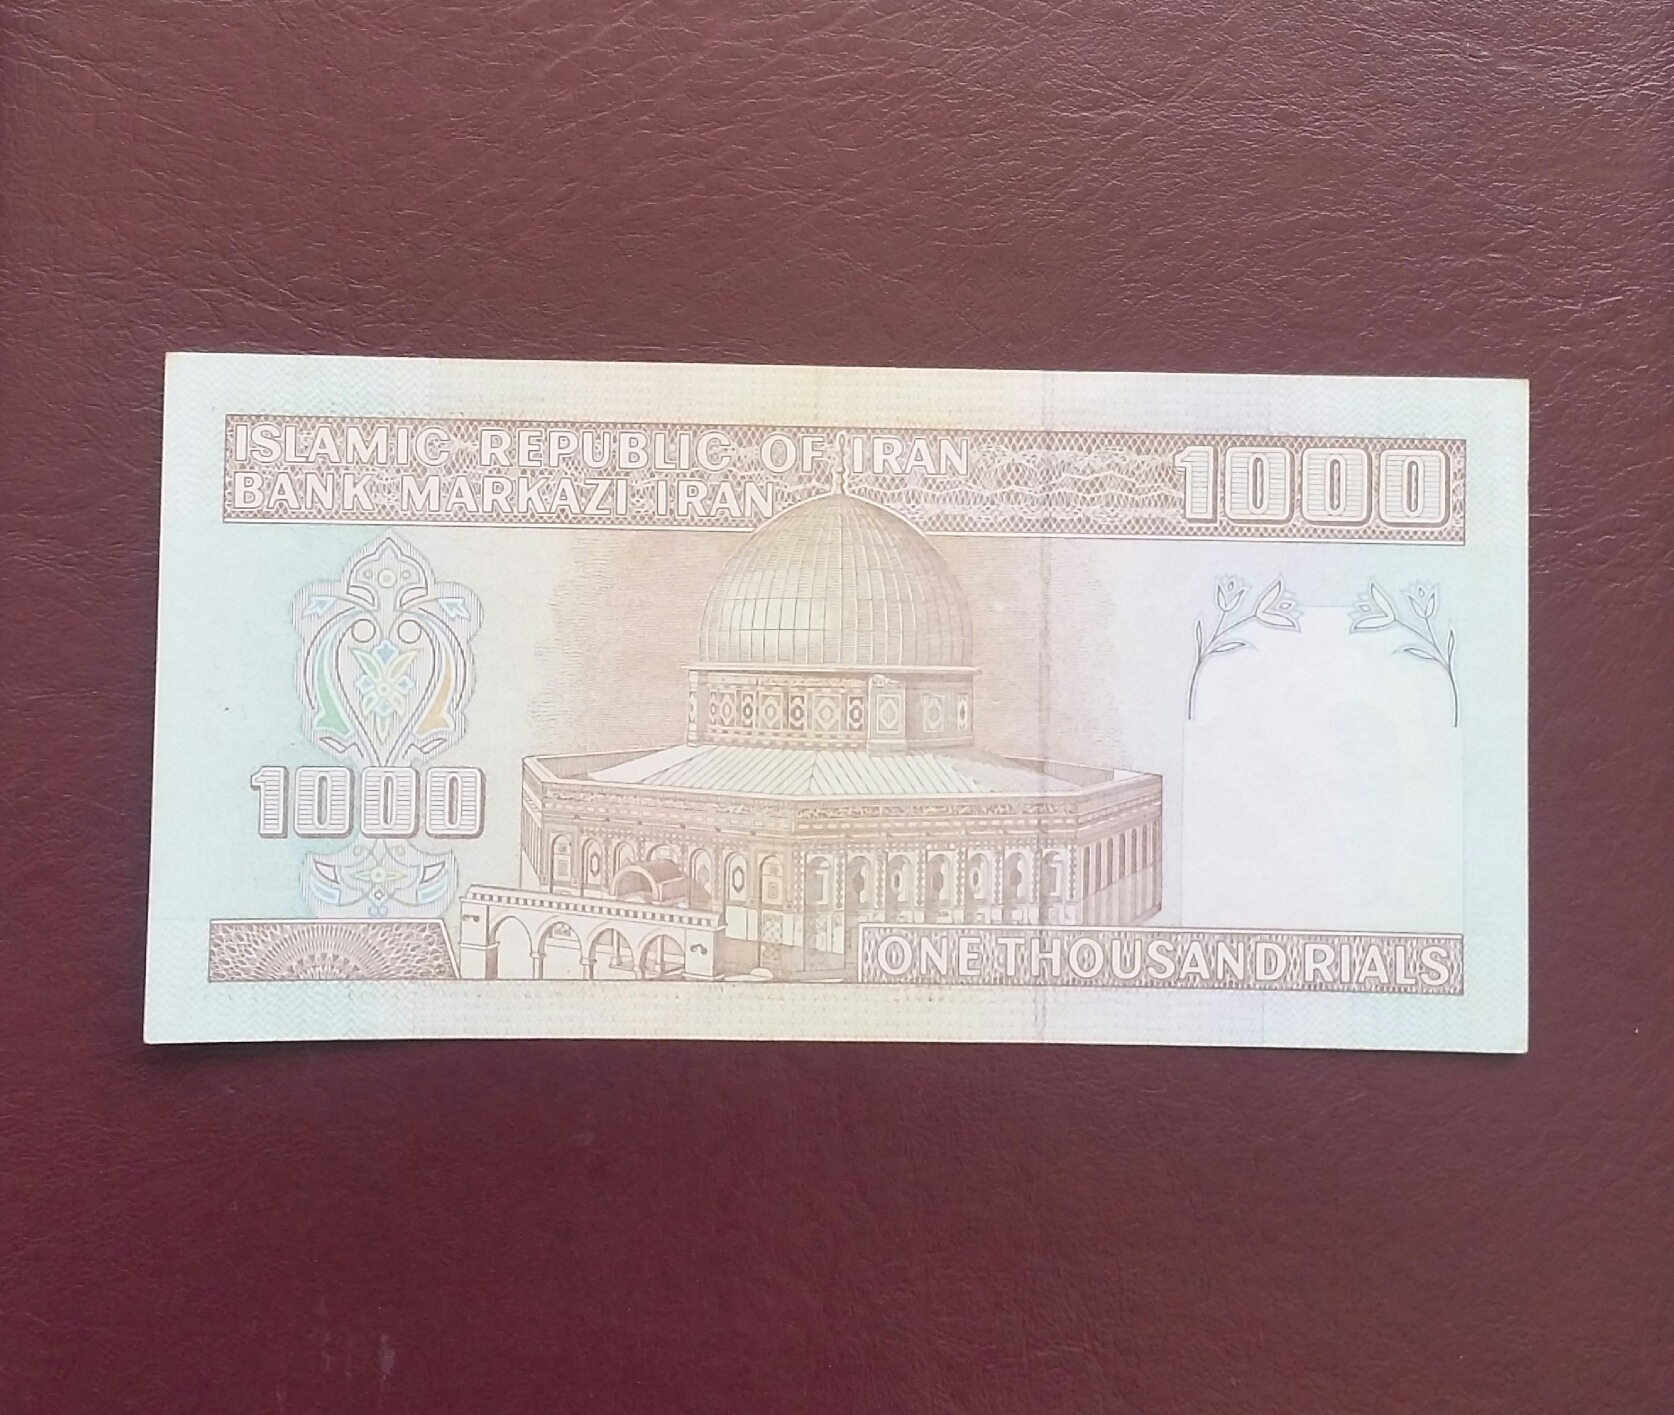 ISLAMIC REPUBLIC OF IRAN
BANK MARKAZI IRAN
1000
1000
ONE THOUSAND RIALS